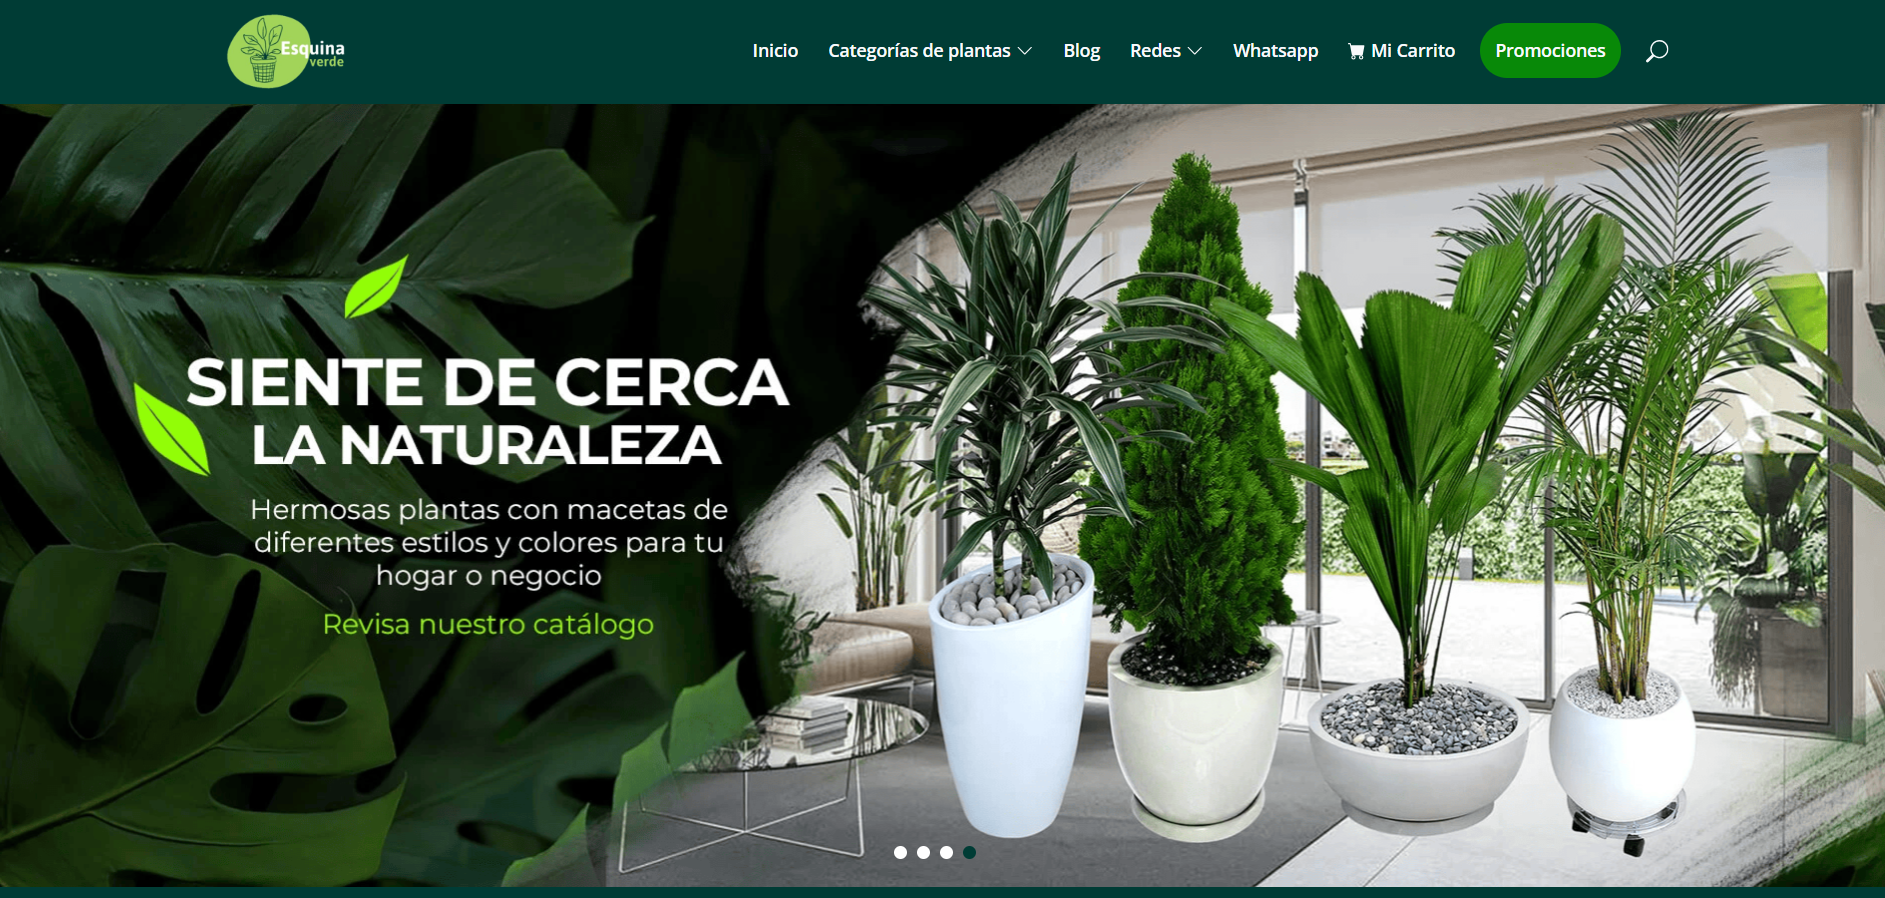 Esquina
verde
Inicio
Categorías de plantas
Blog
Redes
Whatsapp
Mi Carrito
Promociones
SIENTE DE CERCA
LA NATURALEZA
Hermosas plantas con macetas de
diferentes estilos y colores para tu
hogar o negocio
Revisa nuestro catálogo